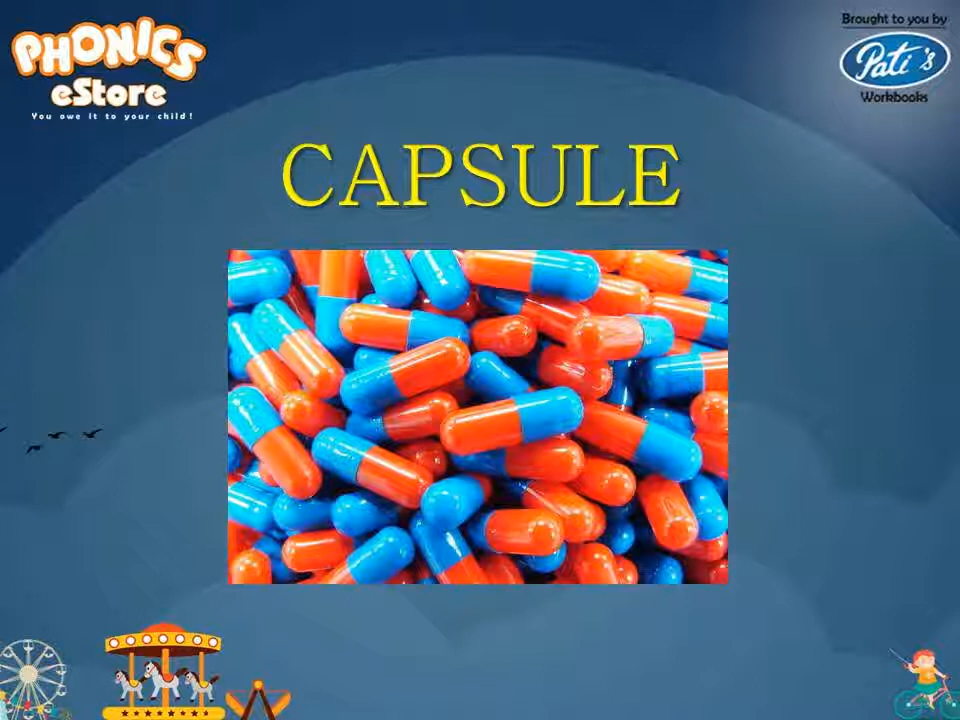 PHONICS
eStore
You owe it to your child!
Brought to you by
Pati's
Workbooks
CAPSULE